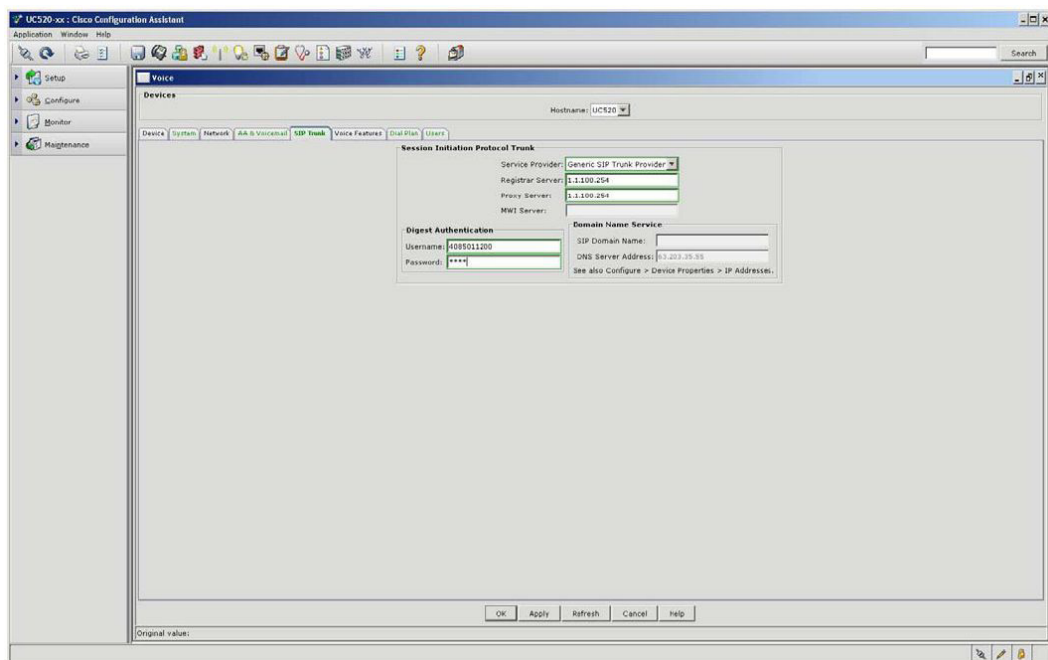 UC520-xx : Cisco Configuration Assistant
Application Window Help
Search
Setup
Configure
Monitor
Maintenance
Voice
Devices
Hostname: UC520
Device System Network AA & Voicemail SIP Trunk Voice Features Dial Plan Users
Session Initiation Protocol Trunk
Service Provider: Generic SIP Trunk Provider
Registrar Server: 1.1.100.254
Proxy Server: 1.1.100.254
MWI Server:
Digest Authentication
Username: 4085011200
Password: ****
Domain Name Service
SIP Domain Name:
DNS Server Address:
See also Configure > Device Properties > IP Addresses.
OK Apply Refresh Cancel Help
Original value: